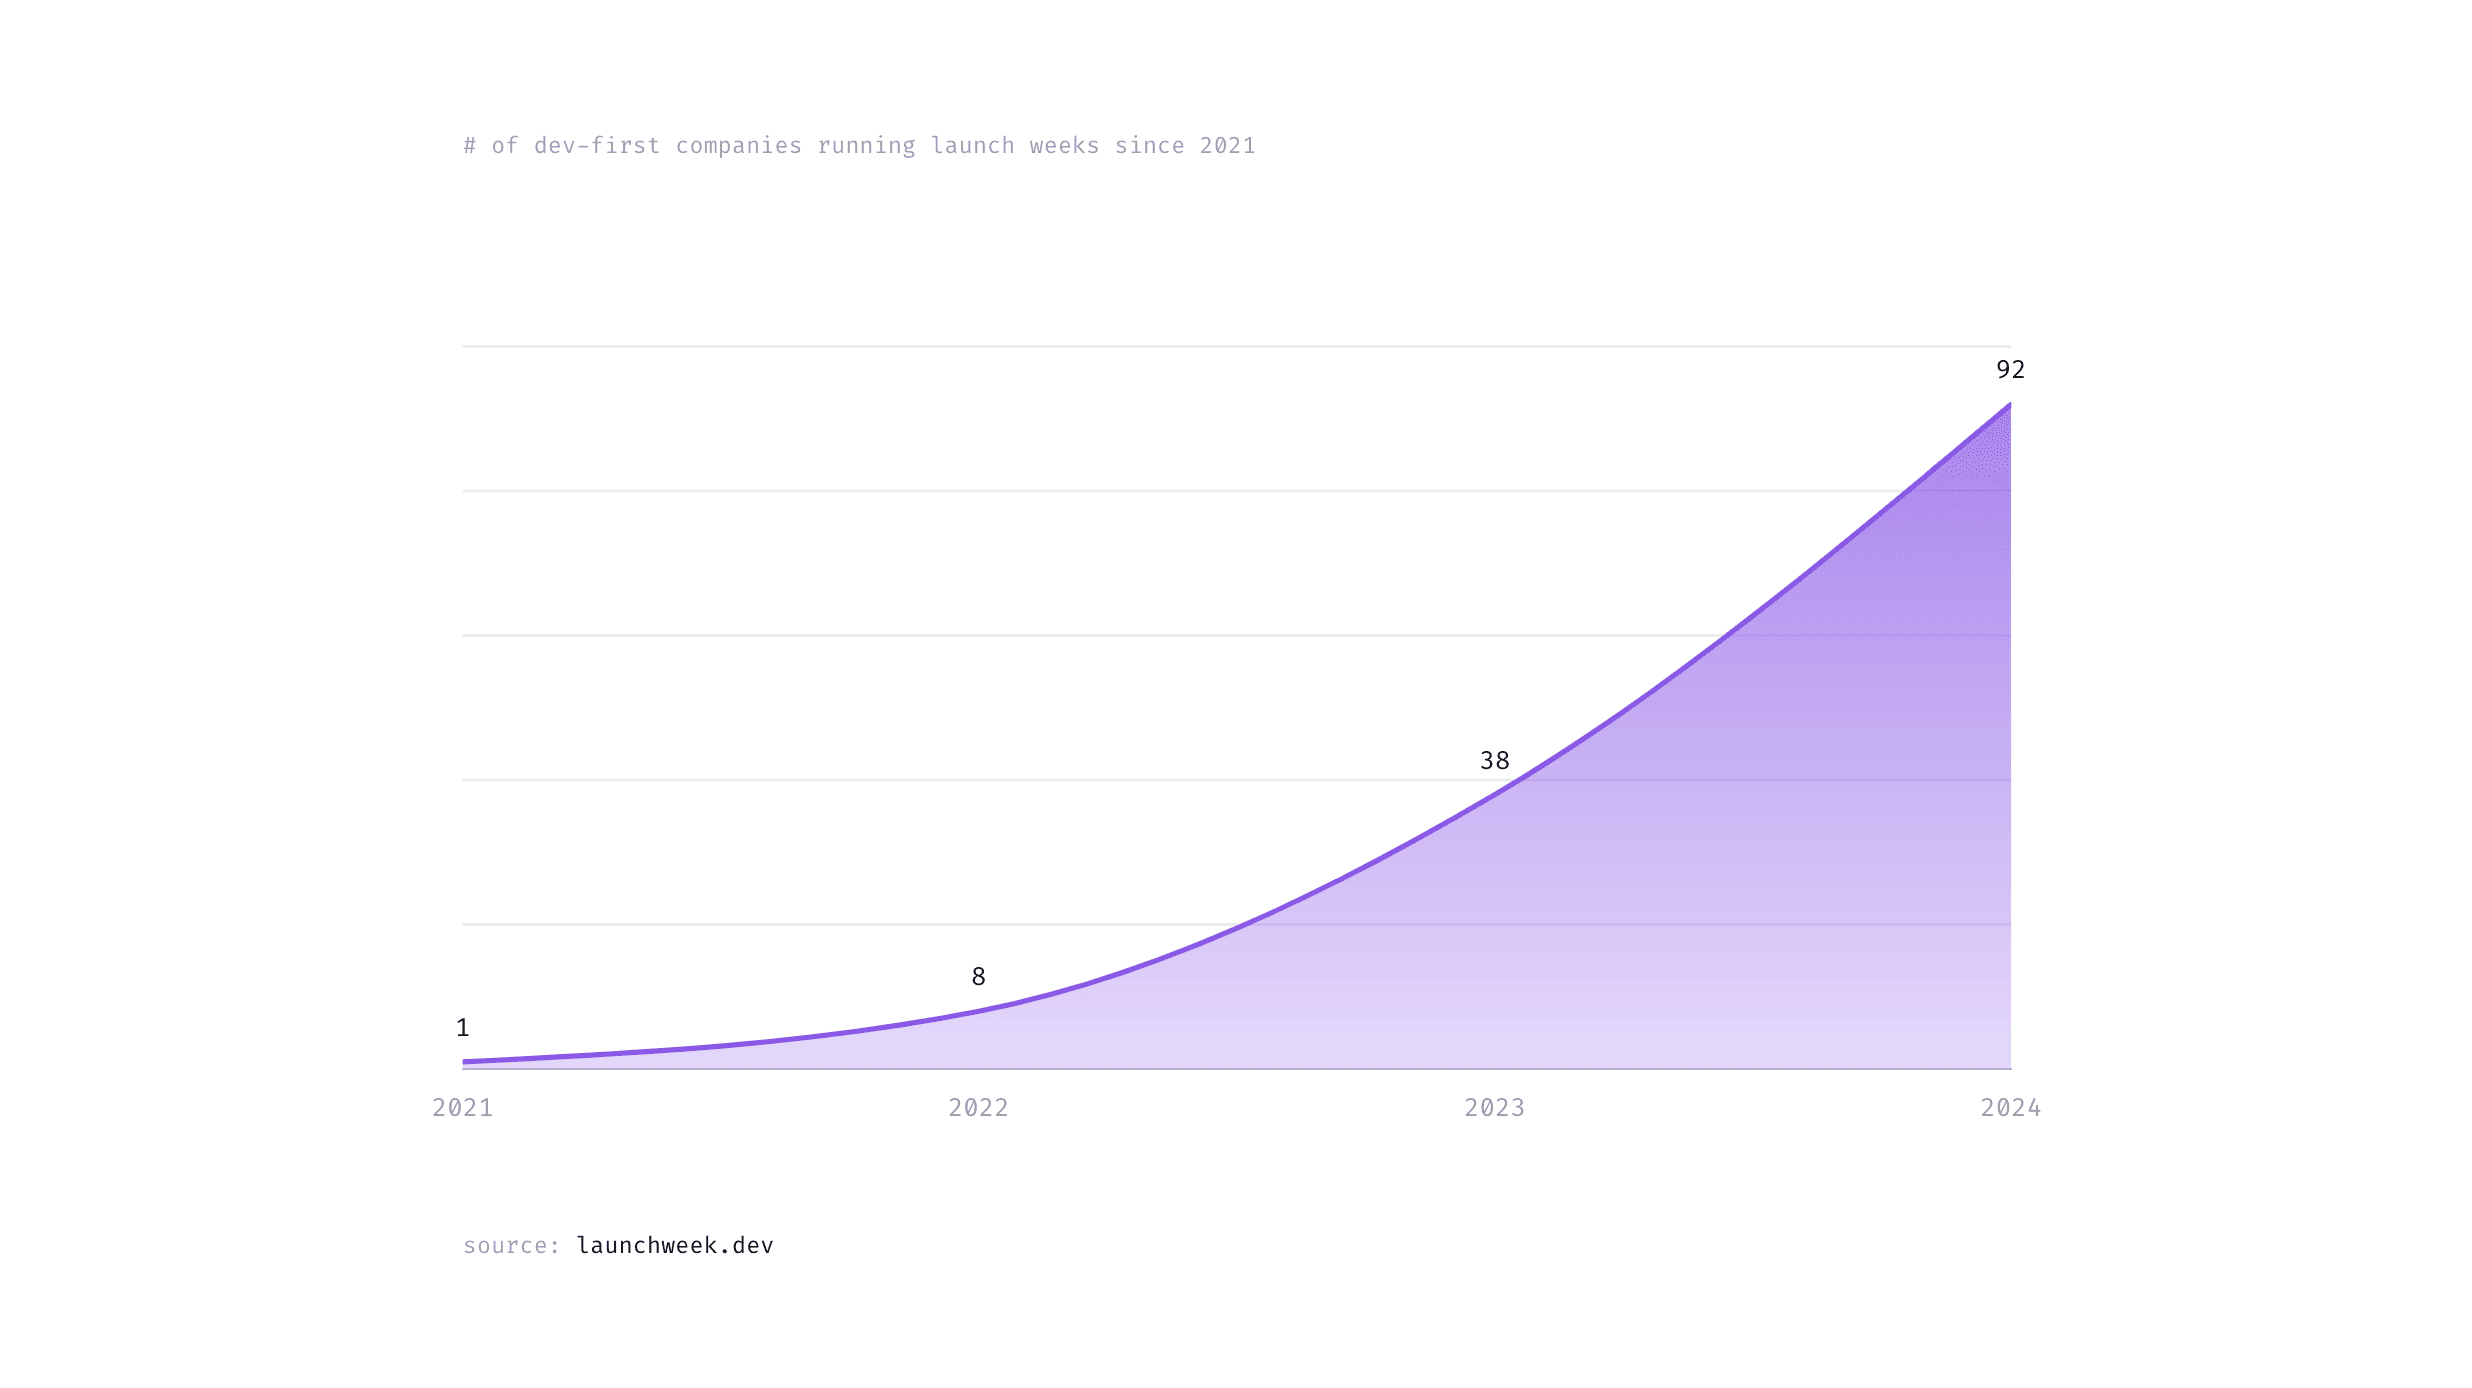 # of dev-first companies running launch weeks since 2021
92
38
8
1
2021 2022 2023 2024
source: launchweek.dev